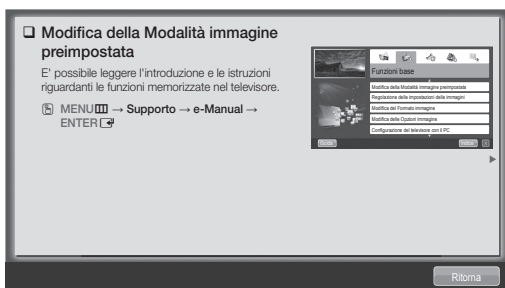 Modifica della Modalità immagine
preimpostata
E' possibile leggere l'introduzione e le istruzioni
riguardanti le funzioni memorizzate nel televisore.
MENU → Supporto → e-Manual →
ENTER
Funzioni base
Modifica della Modalità immagine preimpostata
Regolazione delle impostazioni delle immagini
Modifica del Formato immagine
Modifica delle Opzioni immagine
Configurazione del televisore con il PC
Guida
Indice
Ritorna